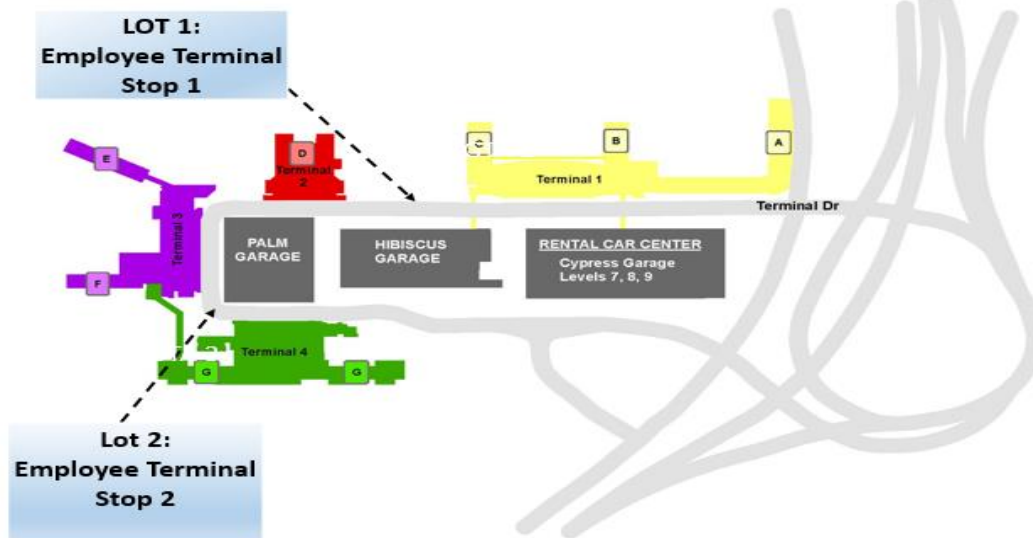 LOT 1:
Employee Terminal
Stop 1
E
D
Terminal
2
C
B
A
Terminal 1
Terminal Dr
Terminal 3
PALM
GARAGE
HIBISCUS
GARAGE
RENTAL CAR CENTER
Cypress Garage
Levels 7, 8, 9
F
Terminal 4
G
G
Lot 2:
Employee Terminal
Stop 2